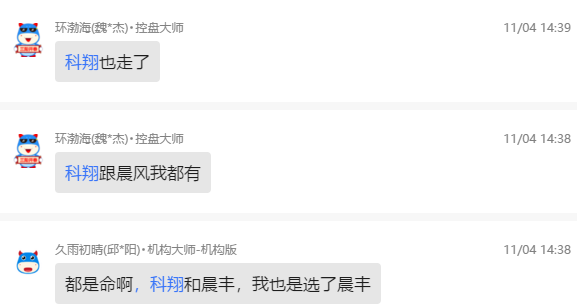 环渤海(魏*杰)·控盘大师 11/04 14:39
科翔也走了
环渤海(魏*杰)·控盘大师 11/04 14:38
科翔跟晨风我都有
久雨初晴(邱*阳)·机构大师-机构版 11/04 14:38
都是命啊，科翔和晨丰，我也是选了晨丰